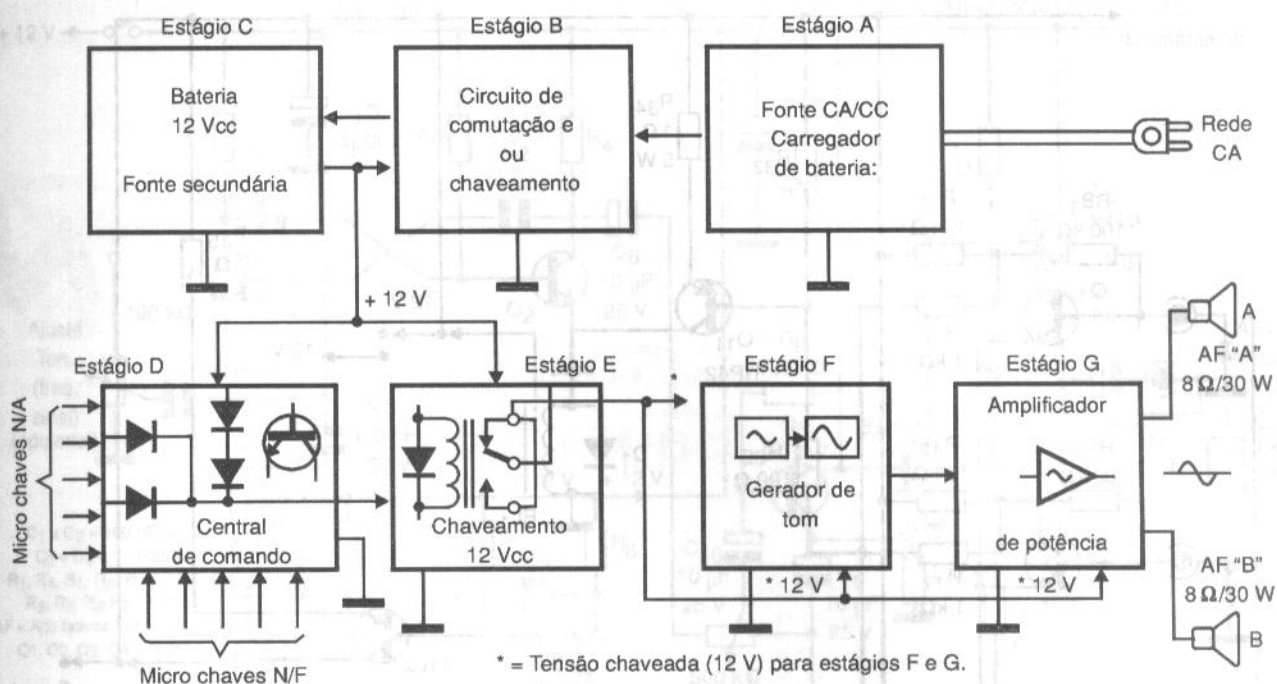 Estágio C
Estágio B
Estágio A
Bateria
12 Vcc
Fonte secundária
Circuito de
comutação e
ou
chaveamento
Fonte CA/CC
Carregador
de bateria:
Rede
CA
+ 12 V
+ 12 V
Estágio D
Estágio E
*
Estágio F
Estágio G
A
AF “A”
8 Ω/30 W
Micro chaves N/A
Central
de comando
Chaveamento
12 Vcc
Gerador de
tom
* 12 V
Amplificador
de potência
* 12 V
AF “B”
8 Ω/30 W
B
Micro chaves N/F
* = Tensão chaveada (12 V) para estágios F e G.